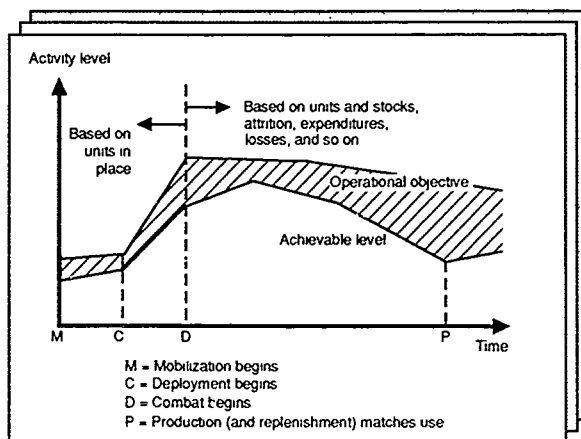 Activity level
Based on units and stocks,
attrition, expenditures,
losses, and so on
Based on
units in
place
Operational objective
Achievable level
M
C
D
P
Time
M = Mobilization begins
C = Deployment begins
D = Combat begins
P = Production (and replenishment) matches use